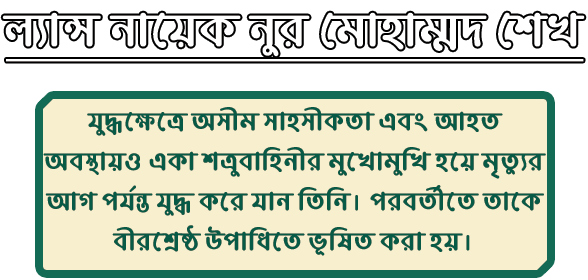 ল্যান্স নায়েক নুর মোহাম্মদ শেখ
যুদ্ধক্ষেত্রে অসীম সাহসীকতা এবং আহত
অবস্থায়ও একা শত্রুবাহিনীর মুখোমুখি হয়ে মৃত্যুর
আগ পর্যন্ত যুদ্ধ করে যান তিনি। পরবর্তীতে তাকে
বীরশ্রেষ্ঠ উপাধিতে ভূষিত করা হয়।